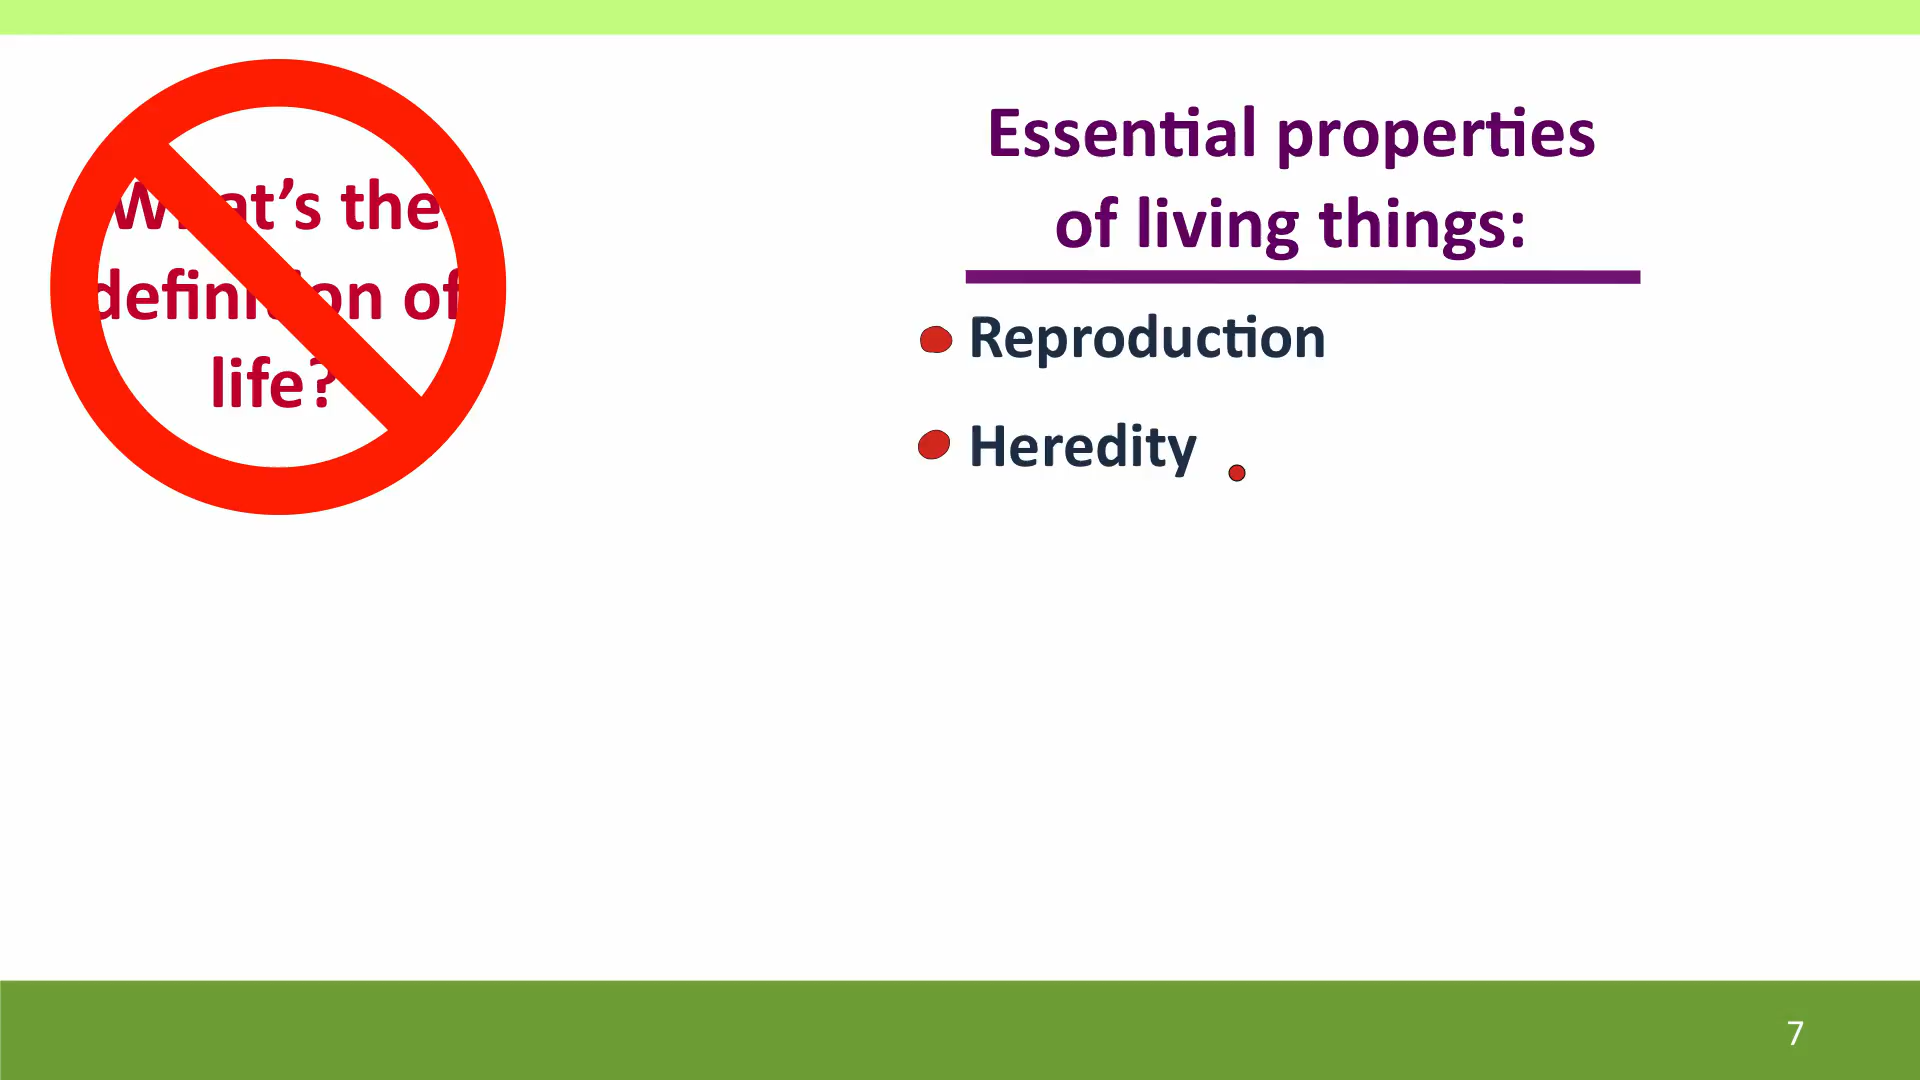 What's the
definition of
life?
Essential properties
of living things:
Reproduction
Heredity
7